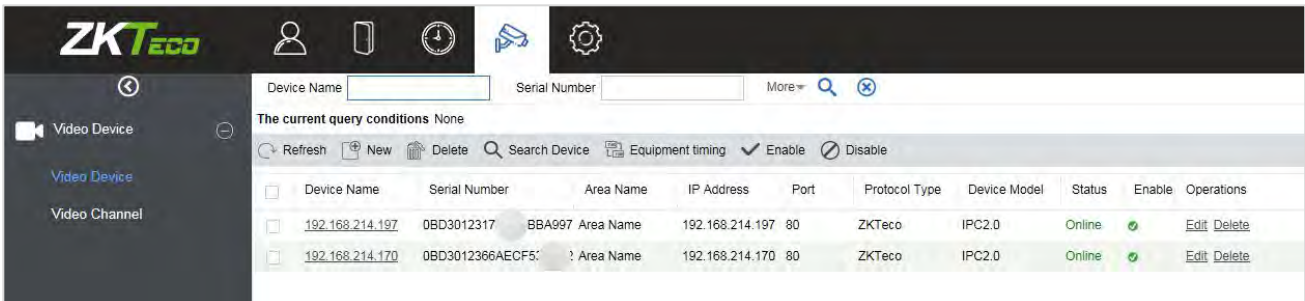 ZKTeco
Device Name Serial Number More
The current query conditions None
Video Device
Refresh New Delete Search Device Equipment timing Enable Disable
Video Device
Device Name Serial Number Area Name IP Address Port Protocol Type Device Model Status Enable Operations
Video Channel
192.168.214.197 0BD3012317 BBA997 Area Name 192.168.214.197 80 ZKTeco IPC2.0 Online Edit Delete
192.168.214.170 0BD3012366AECF5 Area Name 192.168.214.170 80 ZKTeco IPC2.0 Online Edit Delete